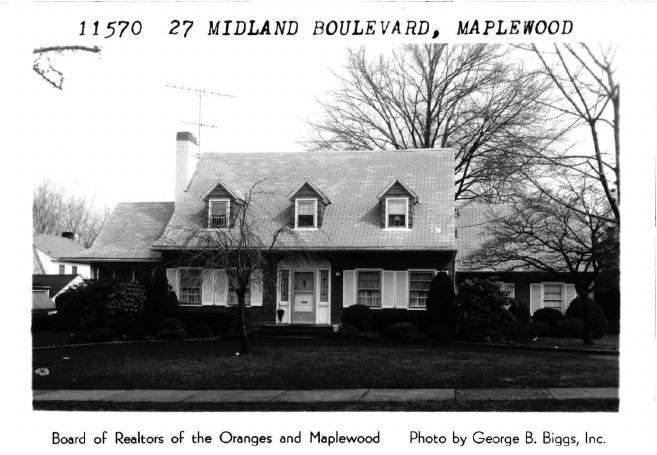 11570 27 MIDLAND BOULEVARD, MAPLEWOOD
Board of Realtors of the Oranges and Maplewood Photo by George B. Biggs, Inc.